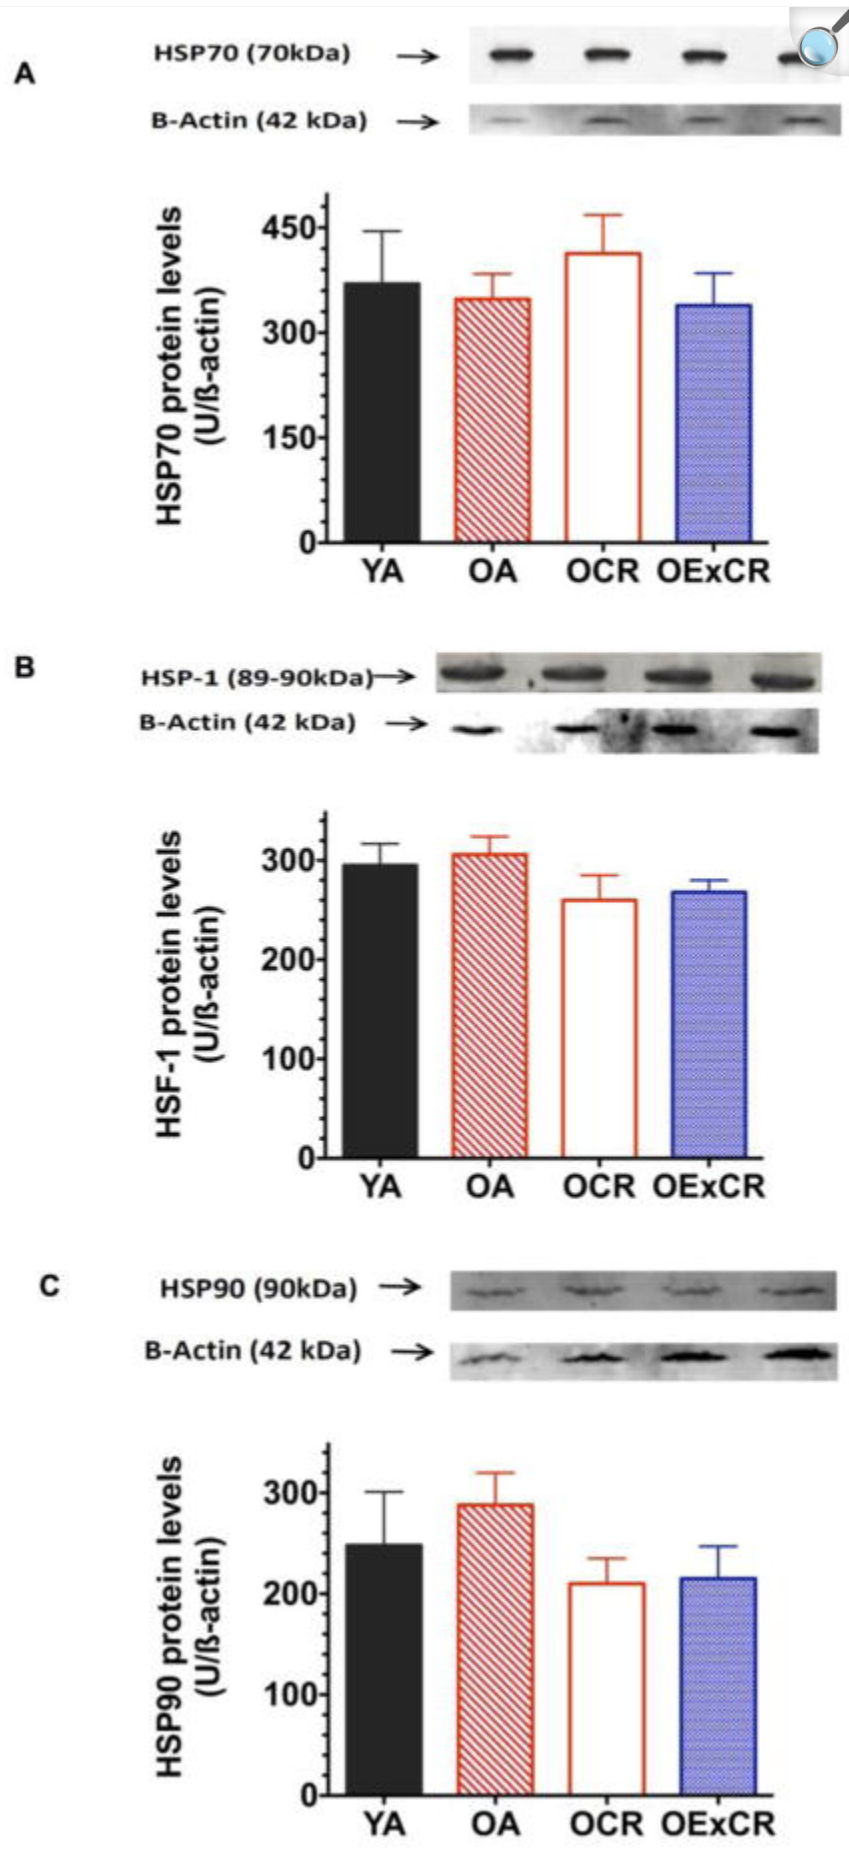 A
HSP70 (70kDa)
B-Actin (42 kDa)
HSP70 protein levels
(U/ß-actin)
450
300
150
0
YA OA OCR OExCR
B
HSP-1 (89-90kDa)
B-Actin (42 kDa)
HSF-1 protein levels
(U/ß-actin)
300
200
100
0
YA OA OCR OExCR
C
HSP90 (90kDa)
B-Actin (42 kDa)
HSP90 protein levels
(U/ß-actin)
300
200
100
0
YA OA OCR OExCR